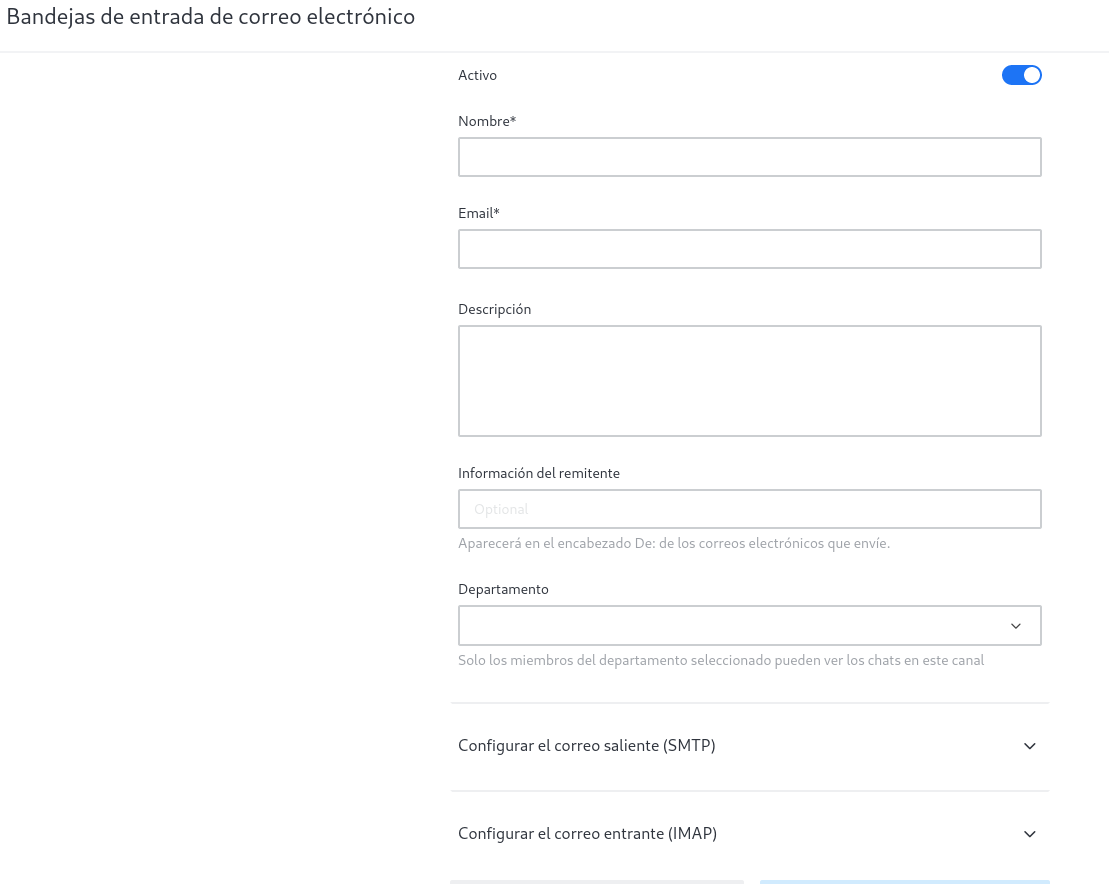 Bandejas de entrada de correo electrónico
Activo
Nombre*
Email*
Descripción
Información del remitente
Optional
Aparecerá en el encabezado De: de los correos electrónicos que envíe.
Departamento
Solo los miembros del departamento seleccionado pueden ver los chats en este canal
Configurar el correo saliente (SMTP)
Configurar el correo entrante (IMAP)